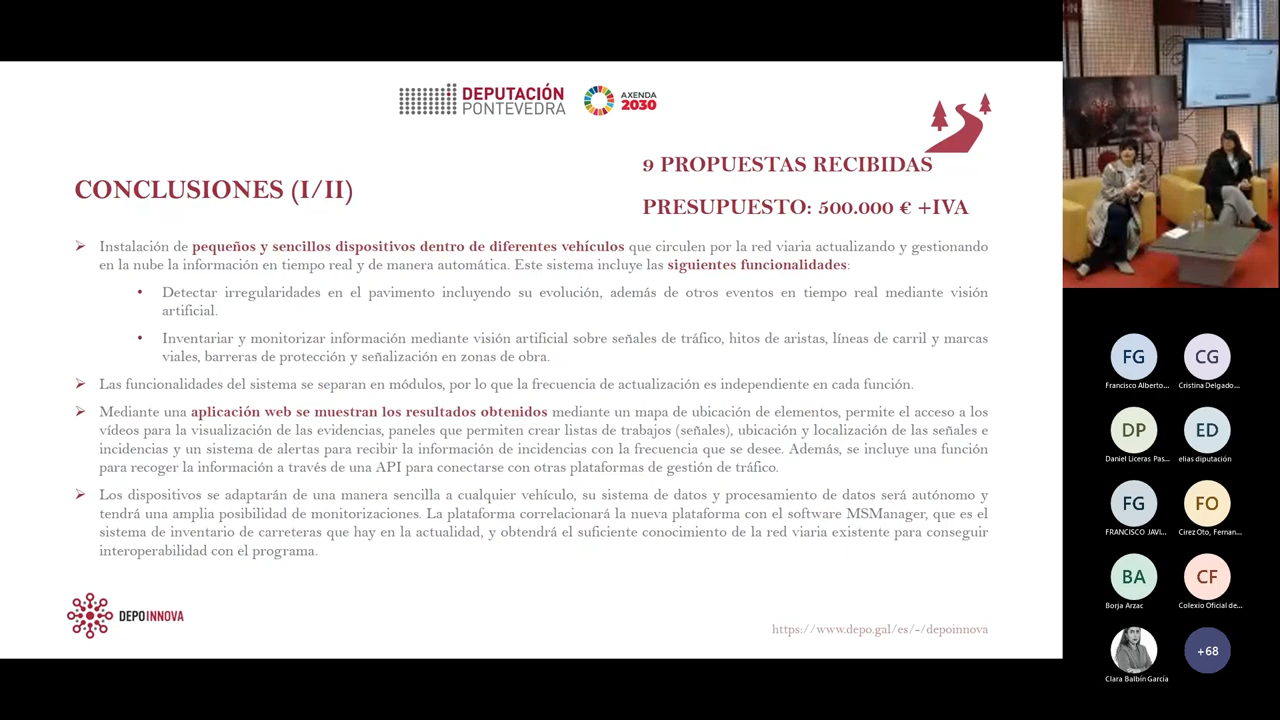 DEPUTACIÓN
PONTEVEDRA
AXENDA
2030
9 PROPUESTAS RECIBIDAS
CONCLUSIONES (I/II)
PRESUPUESTO: 500.000 € +IVA
Instalación de pequeños y sencillos dispositivos dentro de diferentes vehículos que circulen por la red viaria actualizando y gestionando
en la nube la información en tiempo real y de manera automática. Este sistema incluye las siguientes funcionalidades:
Detectar irregularidades en el pavimento incluyendo su evolución, además de otros eventos en tiempo real mediante visión
artificial.
Inventariar y monitorizar información mediante visión artificial sobre señales de tráfico, hitos de aristas, líneas de carril y marcas
viales, barreras de protección y señalización en zonas de obra.
Las funcionalidades del sistema se separan en módulos, por lo que la frecuencia de actualización es independiente en cada función.
Mediante una aplicación web se muestran los resultados obtenidos mediante un mapa de ubicación de elementos, permite el acceso a los
vídeos para la visualización de las evidencias, paneles que permiten crear listas de trabajos (señales), ubicación y localización de las señales e
incidencias y un sistema de alertas para recibir la información de incidencias con la frecuencia que se desee. Además, se incluye una función
para recoger la información a través de una API para conectarse con otras plataformas de gestión de tráfico.
Los dispositivos se adaptarán de una manera sencilla a cualquier vehículo, su sistema de datos y procesamiento de datos será autónomo y
tendrá una amplia posibilidad de monitorizaciones. La plataforma correlacionará la nueva plataforma con el software MSManager, que es el
sistema de inventario de carreteras que hay en la actualidad, y obtendrá el suficiente conocimiento de la red viaria existente para conseguir
interoperabilidad con el programa.
DEPOINNOVA
https://www.depo.gal/es/-/depoinnova
FG CG
Francisco Alberto... Cristina Delgado...
DP ED
Daniel Liceras Pas... elias diputación
FG FO
FRANCISCO JAVI... Cirez Oto, Fernan...
BA CF
Borja Arzac Colexio Oficial de...
+68
Clara Balbín García